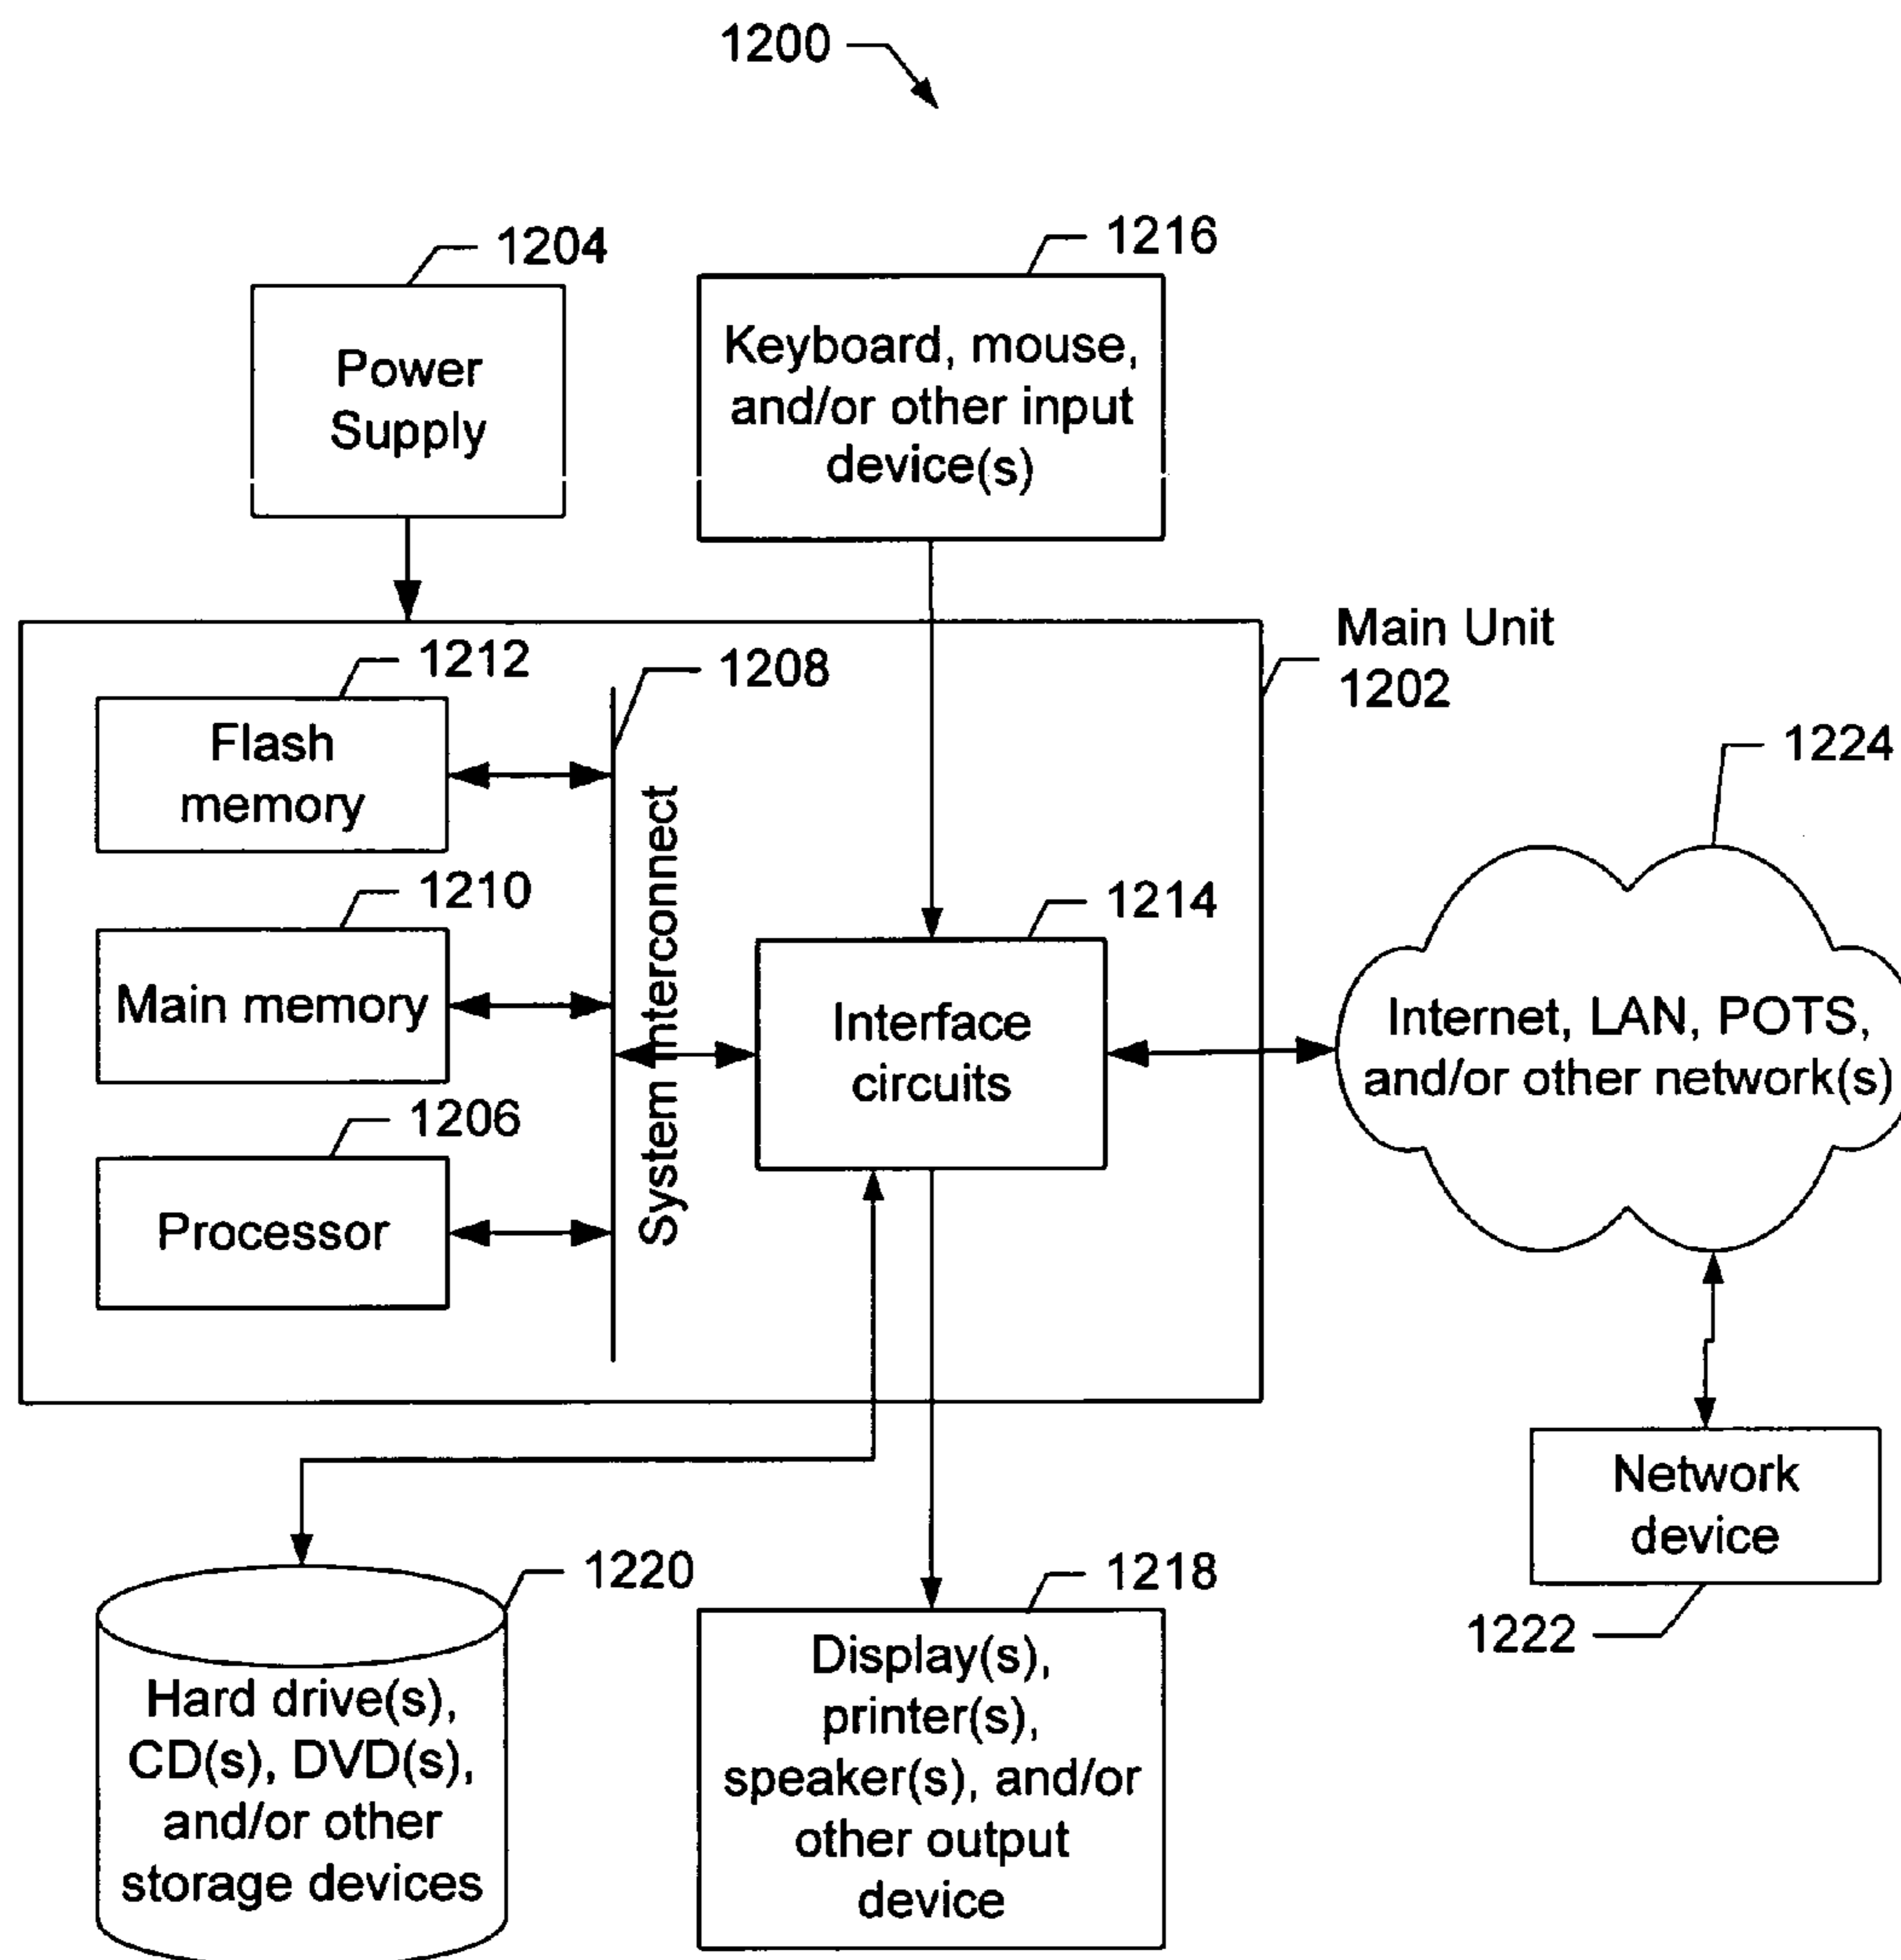 1200
1204
1216
Power
Supply
Keyboard, mouse,
and/or other input
device(s)
Main Unit
1202
1212
1208
Flash
memory
1224
System interconnect
1210
Main memory
1214
Interface
circuits
Internet, LAN, POTS,
and/or other network(s)
1206
Processor
Network
device
1222
1220
1218
Hard drive(s),
CD(s), DVD(s),
and/or other
storage devices
Display(s),
printer(s),
speaker(s), and/or
other output
device